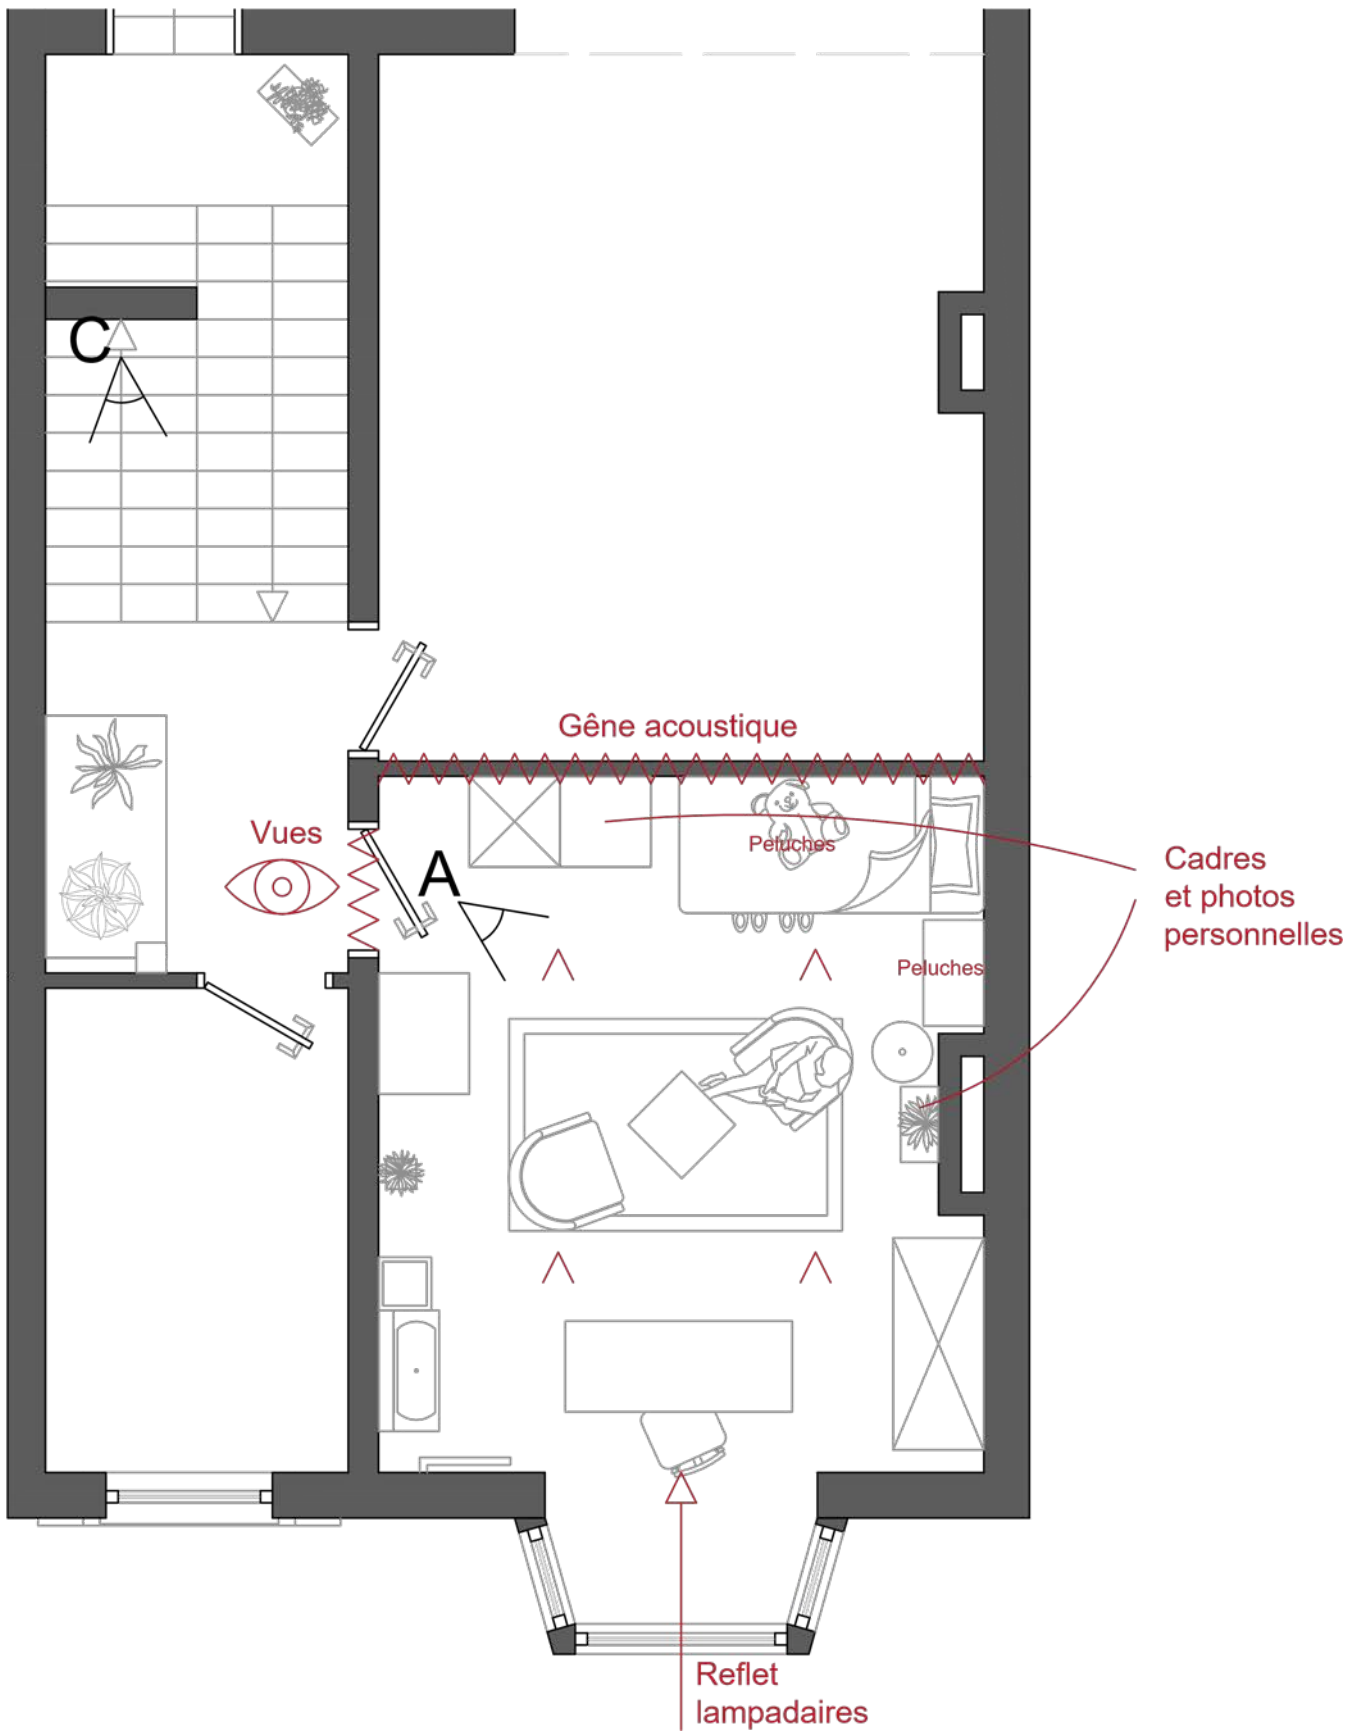 C
Gêne acoustique
Vues
A
Peluches
Cadres
et photos
personnelles
Peluches
Reflet
lampadaires